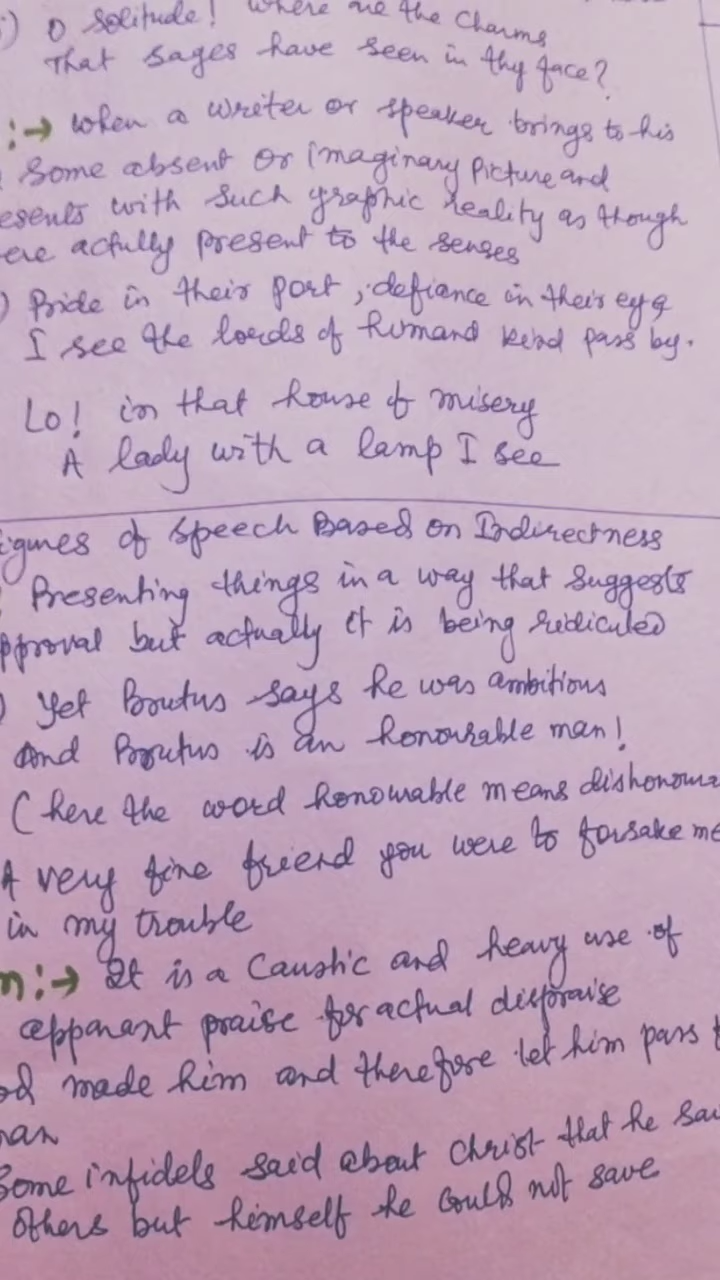 i) O Solitude! where are the Charms
That sages have seen in thy face?
:→ when a writer or speaker brings to his
Some absent or imaginary Picture and
esents with such graphic reality as though
ere actully present to the senses
) Pride in their port, defiance in their eye
I see the lords of humand kind pass by.
Lo! in that house of misery
A lady with a lamp I see
igures of Speech Based on Indirectness
Presenting things in a way that suggests
pproval but actually it is being rediculed
) Yet Brutus says he was ambitious
And Brutus is an honourable man!
(here the word honourable means dishonoura
A very fine friend you were to forsake me
in my trouble
m:→ It is a Caustic and heavy use of
apparant praise for actual dispraise
od made him and therefore let him pass
man
Some infidels said about Christ that he sa
others but himself he could not save